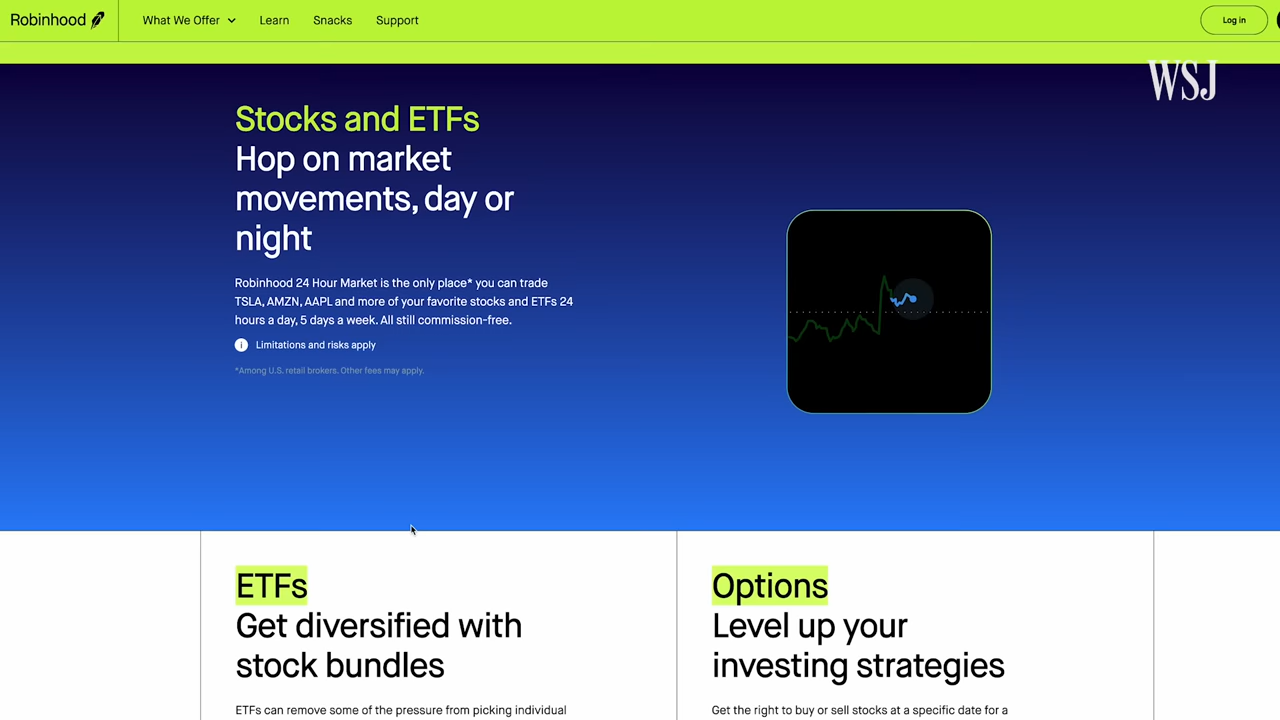 Robinhood
What We Offer
Learn
Snacks
Support
Log in
WSJ
Stocks and ETFs
Hop on market
movements, day or
night
Robinhood 24 Hour Market is the only place* you can trade
TSLA, AMZN, AAPL and more of your favorite stocks and ETFs 24
hours a day, 5 days a week. All still commission-free.
i
Limitations and risks apply
*Among U.S. retail brokers. Other fees may apply.
ETFs
Get diversified with
stock bundles
ETFs can remove some of the pressure from picking individual
Options
Level up your
investing strategies
Get the right to buy or sell stocks at a specific date for a